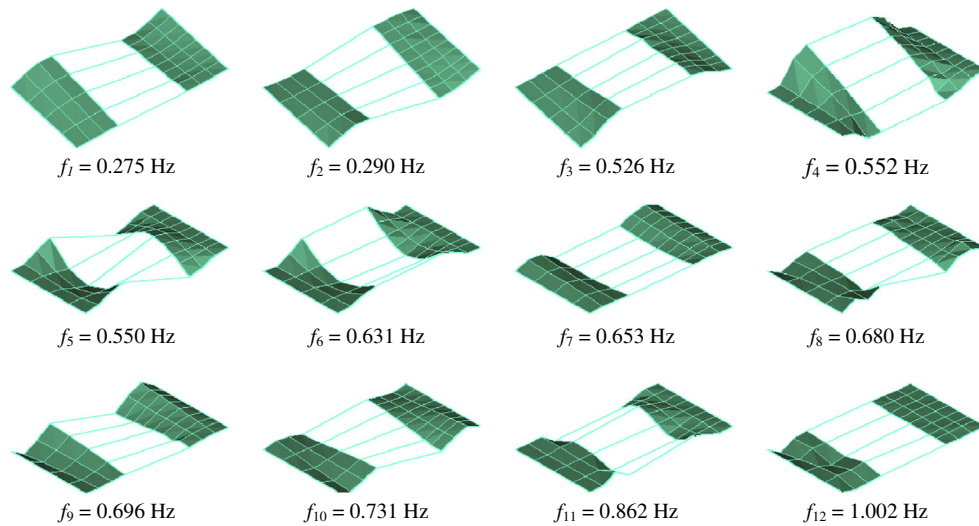 f1 = 0.275 Hz
f2 = 0.290 Hz
f3 = 0.526 Hz
f4 = 0.552 Hz
f5 = 0.550 Hz
f6 = 0.631 Hz
f7 = 0.653 Hz
f8 = 0.680 Hz
f9 = 0.696 Hz
f10 = 0.731 Hz
f11 = 0.862 Hz
f12 = 1.002 Hz